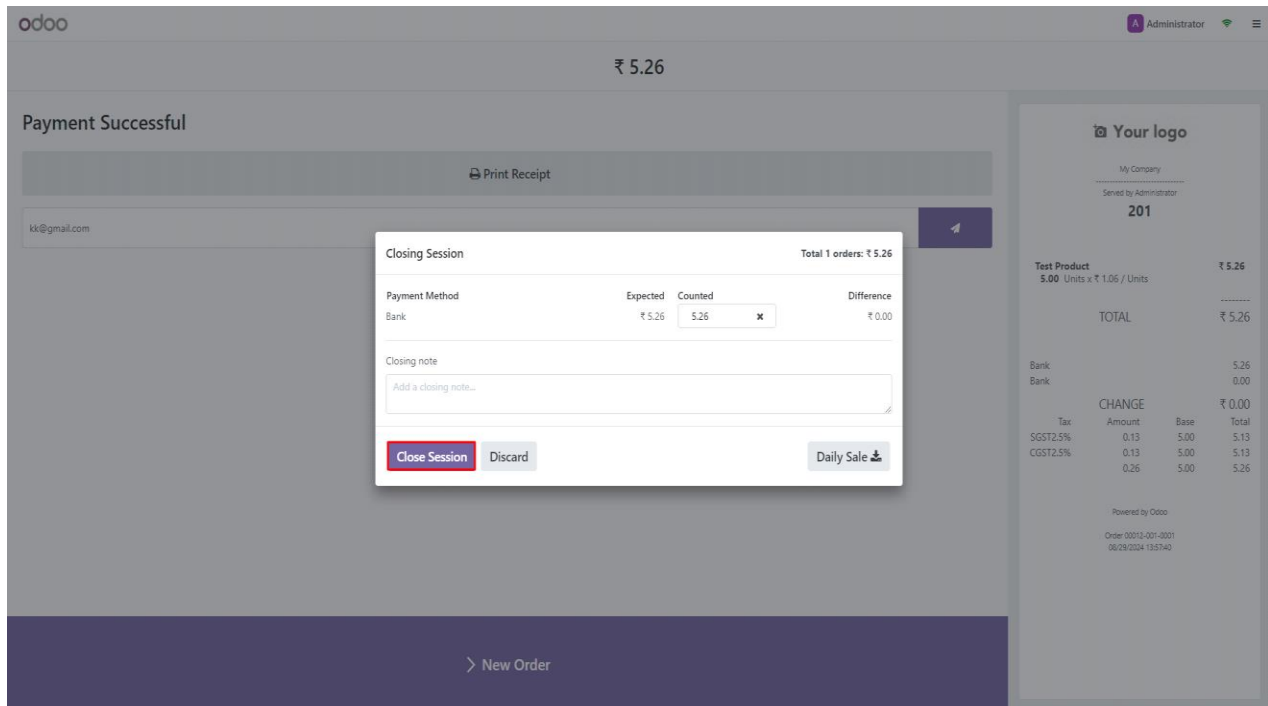 odoo
A Administrator
₹ 5.26
Payment Successful
Print Receipt
kk@gmail.com
Closing Session Total 1 orders: ₹ 5.26
Payment Method Expected Counted Difference
Bank ₹ 5.26 5.26 ₹ 0.00
Closing note
Add a closing note...
Close Session Discard Daily Sale
New Order
Your logo
My Company
--------------------------------
Served by Administrator
201
Test Product ₹ 5.26
5.00 Units x ₹ 1.06 / Units
--------
TOTAL ₹ 5.26
Bank 5.26
Bank 0.00
CHANGE ₹ 0.00
Tax Amount Base Total
SGST2.5% 0.13 5.00 5.13
CGST2.5% 0.13 5.00 5.13
0.26 5.00 5.26
Powered by Odoo
Order 00012-001-0001
08/29/2024 13:57:40